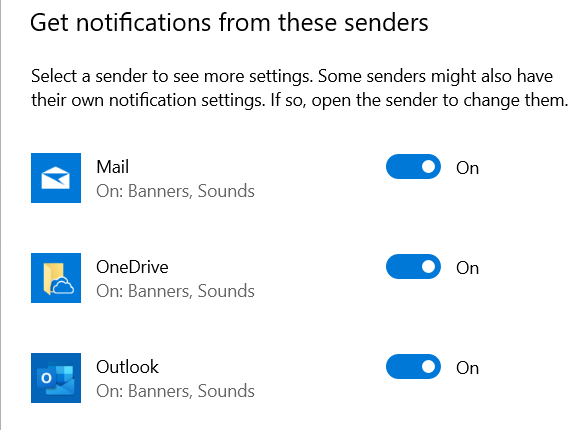 Get notifications from these senders
Select a sender to see more settings. Some senders might also have
their own notification settings. If so, open the sender to change them.
Mail
On: Banners, Sounds
On
OneDrive
On: Banners, Sounds
On
Outlook
On: Banners, Sounds
On